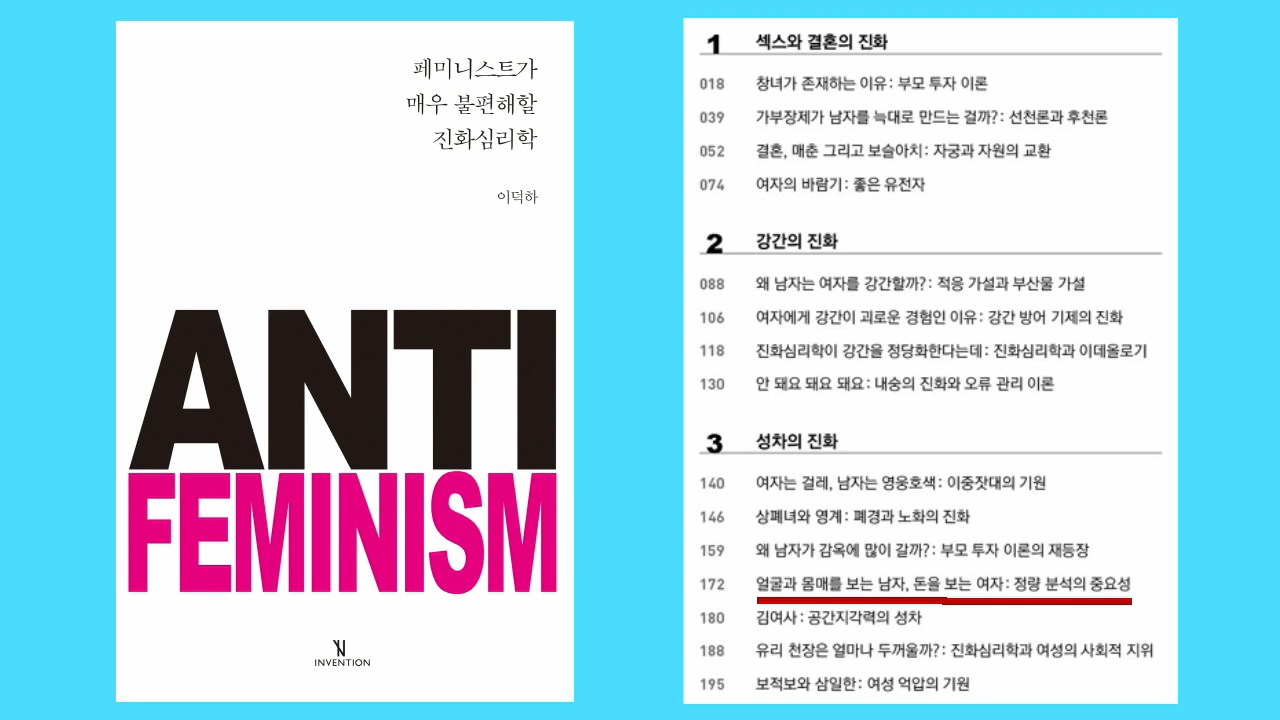 페미니스트가
매우 불편해할
진화심리학
이덕하
ANTI
FEMINISM
INVENTION
1 섹스와 결혼의 진화
018 창녀가 존재하는 이유: 부모 투자 이론
039 가부장제가 남자를 늑대로 만드는 걸까?: 선천론과 후천론
052 결혼, 매춘 그리고 보슬아치: 자궁과 자원의 교환
074 여자의 바람기: 좋은 유전자
2 강간의 진화
088 왜 남자는 여자를 강간할까?: 적응 가설과 부산물 가설
106 여자에게 강간이 괴로운 경험인 이유: 강간 방어 기제의 진화
118 진화심리학이 강간을 정당화한다는데: 진화심리학과 이데올로기
130 안 돼요 돼요 돼요: 내숭의 진화와 오류 관리 이론
3 성차의 진화
140 여자는 걸레, 남자는 영웅호색: 이중잣대의 기원
146 상폐녀와 영계: 폐경과 노화의 진화
159 왜 남자가 감옥에 많이 갈까?: 부모 투자 이론의 재등장
172 얼굴과 몸매를 보는 남자, 돈을 보는 여자: 정량 분석의 중요성
180 김여사: 공간지각력의 성차
188 유리 천장은 얼마나 두꺼울까?: 진화심리학과 여성의 사회적 지위
195 보적보와 삼일한: 여성 억압의 기원